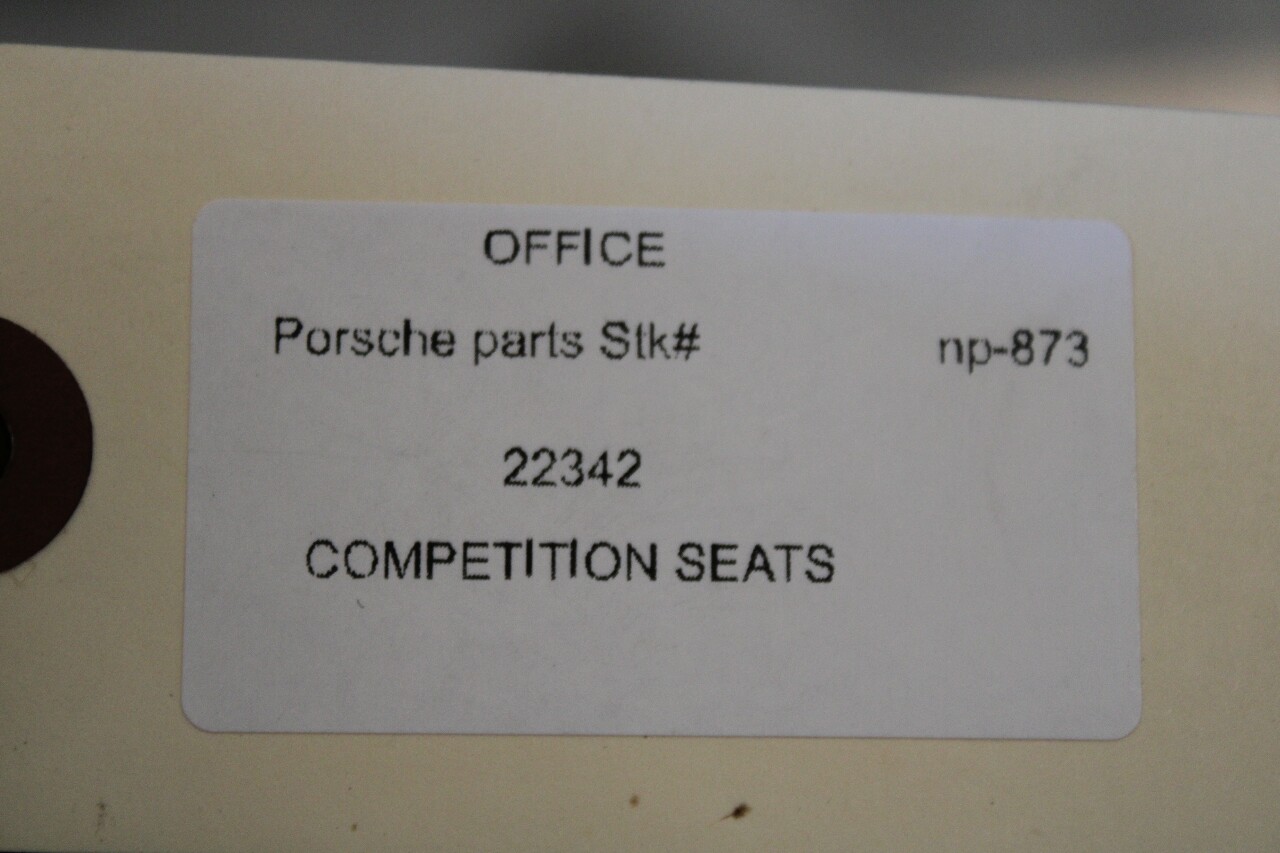 OFFICE
Porsche parts Stk# np-873
22342
COMPETITION SEATS